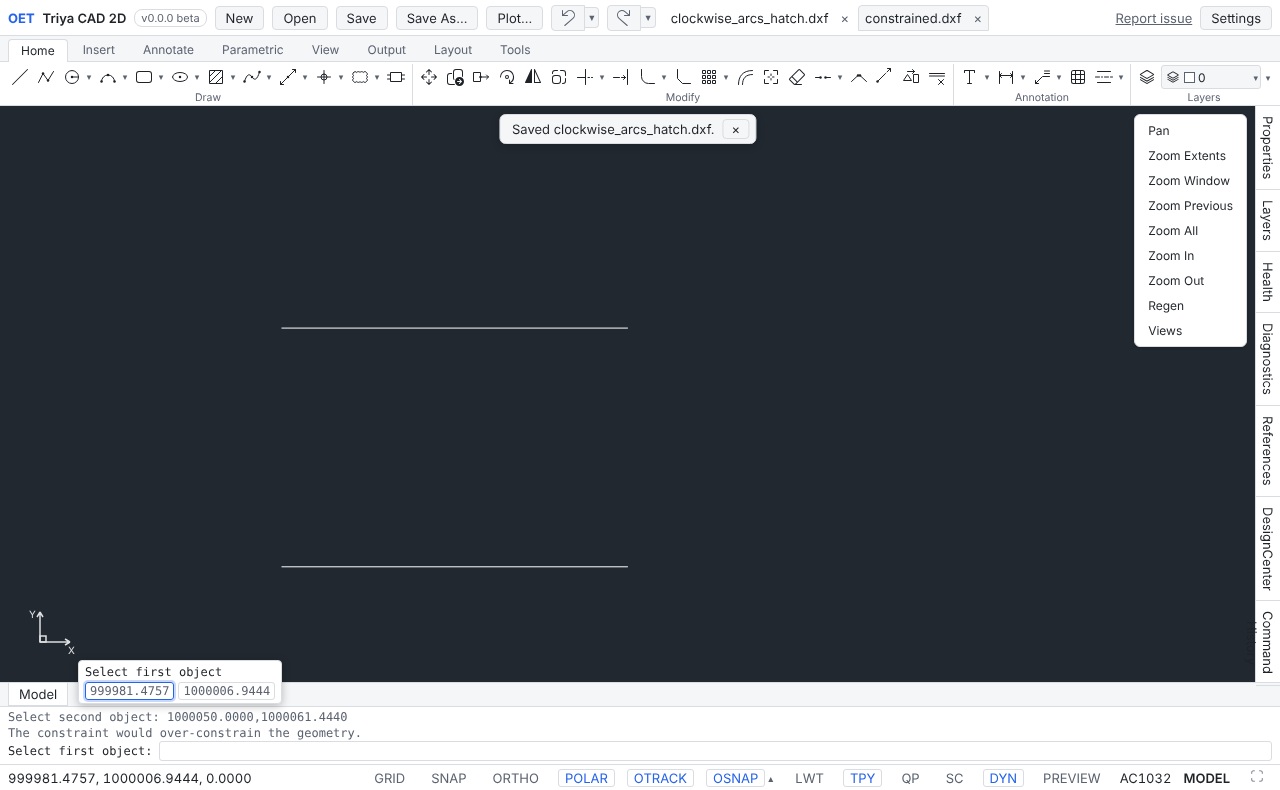 OET Triya CAD 2D v0.0.0 beta New Open Save Save As... Plot... clockwise_arcs_hatch.dxf × constrained.dxf × Report issue Settings
Home Insert Annotate Parametric View Output Layout Tools
0
Draw Modify Annotation Layers
Saved clockwise_arcs_hatch.dxf. ×
Pan
Zoom Extents
Zoom Window
Zoom Previous
Zoom All
Zoom In
Zoom Out
Regen
Views
Properties
Layers
Health
Diagnostics
References
DesignCenter
Command
Y
X
Select first object
999981.4757 1000006.9444
Model
Select second object: 1000050.0000,1000061.4440
The constraint would over-constrain the geometry.
Select first object:
999981.4757, 1000006.9444, 0.0000 GRID SNAP ORTHO POLAR OTRACK OSNAP LWT TPY QP SC DYN PREVIEW AC1032 MODEL